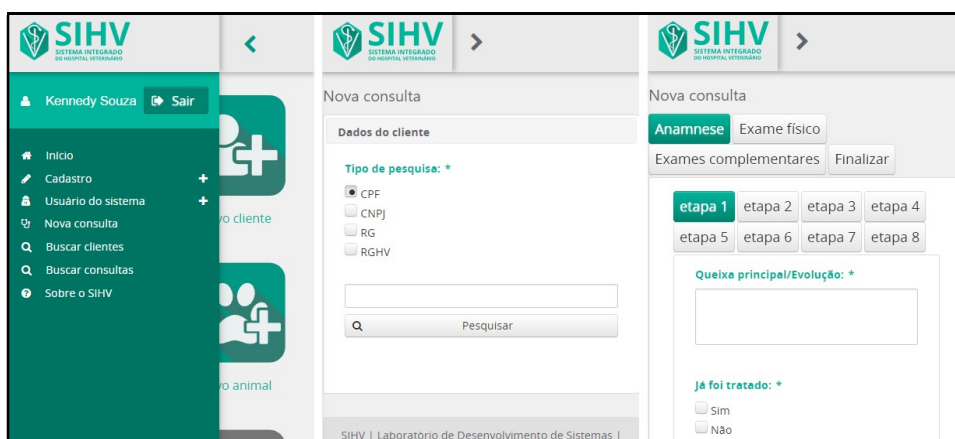 SIHV
SISTEMA INTEGRADO
DO HOSPITAL VETERINÁRIO
Kennedy Souza
Sair
Início
Cadastro +
Usuário do sistema +
Nova consulta
Buscar clientes
Buscar consultas
Sobre o SIHV
vo cliente
vo animal
SIHV
SISTEMA INTEGRADO
DO HOSPITAL VETERINÁRIO
Nova consulta
Dados do cliente
Tipo de pesquisa: *
CPF
CNPJ
RG
RGHV
Pesquisar
SIHV | Laboratório de Desenvolvimento de Sistemas |
SIHV
SISTEMA INTEGRADO
DO HOSPITAL VETERINÁRIO
Nova consulta
Anamnese Exame físico
Exames complementares Finalizar
etapa 1 etapa 2 etapa 3 etapa 4
etapa 5 etapa 6 etapa 7 etapa 8
Queixa principal/Evolução: *
Já foi tratado: *
Sim
Não